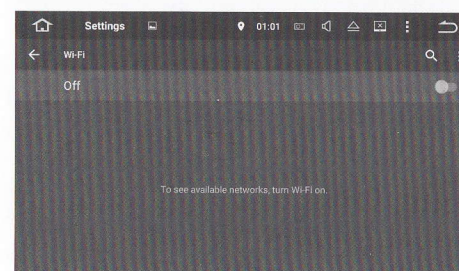 Settings 01:01
Wi-Fi
Off
To see available networks, turn Wi-Fi on.